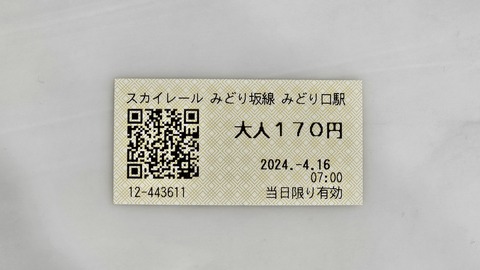 スカイレール みどり坂線 みどり口駅
大人170円
2024.-4.16
07:00
12-443611 当日限り有効